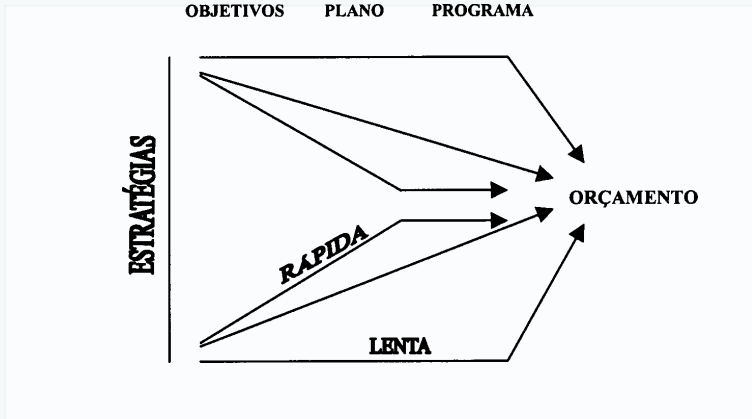 OBJETIVOS PLANO PROGRAMA
ESTRATÉGIAS
ORÇAMENTO
RÁPIDA
LENTA